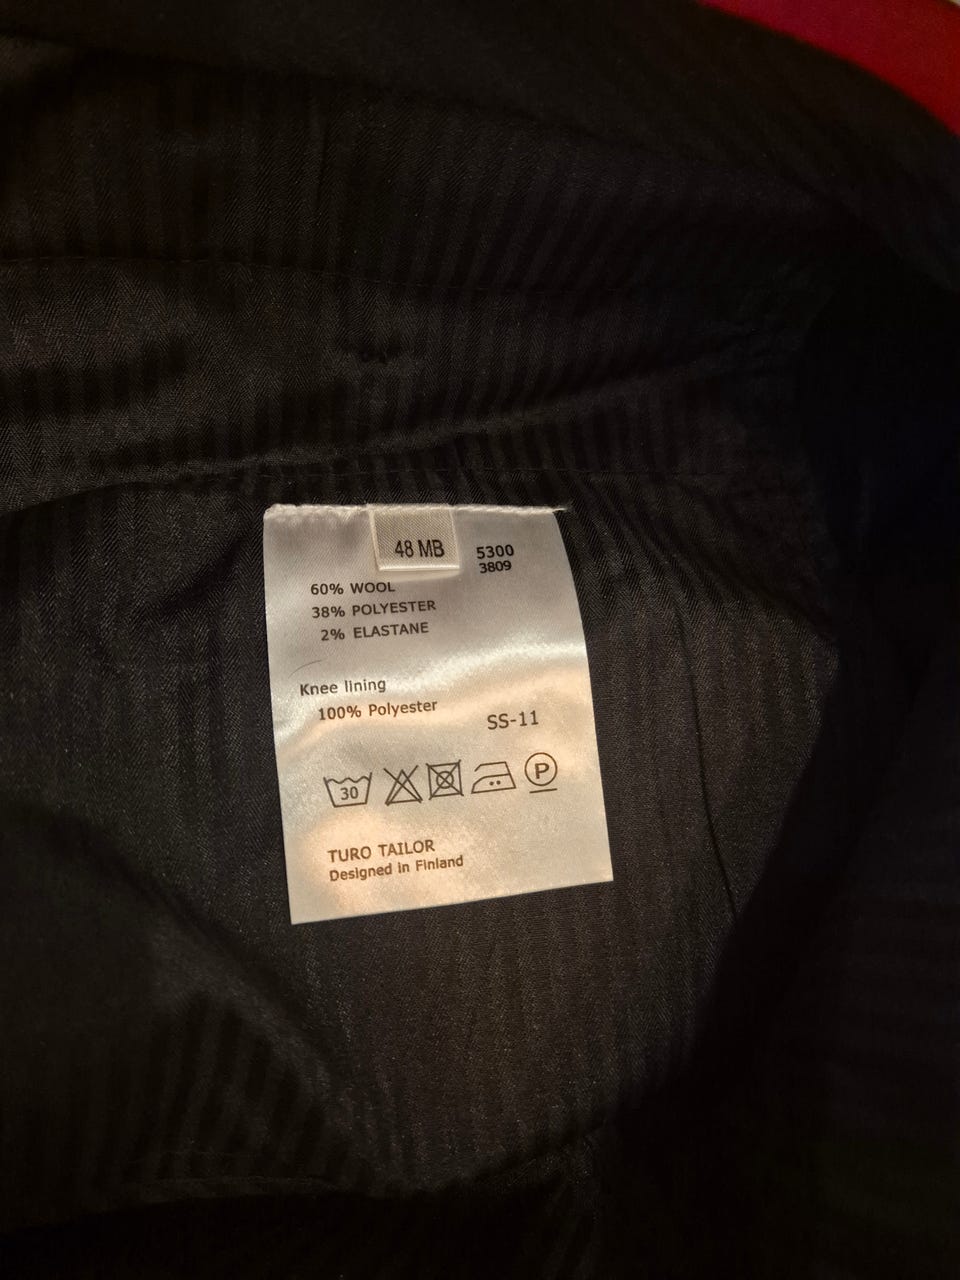 48 MB
5300
3809
60% WOOL
38% POLYESTER
2% ELASTANE
Knee lining
100% Polyester
SS-11
30
P
TURO TAILOR
Designed in Finland